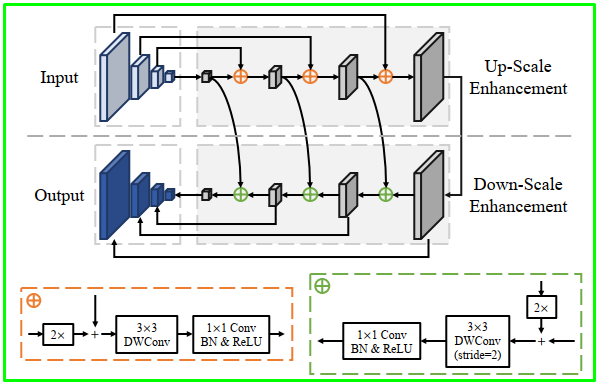 Input
Up-Scale
Enhancement
Output
Down-Scale
Enhancement
2×
+
3×3
DWConv
1×1 Conv
BN & ReLU
1×1 Conv
BN & ReLU
3×3
DWConv
(stride=2)
2×
+